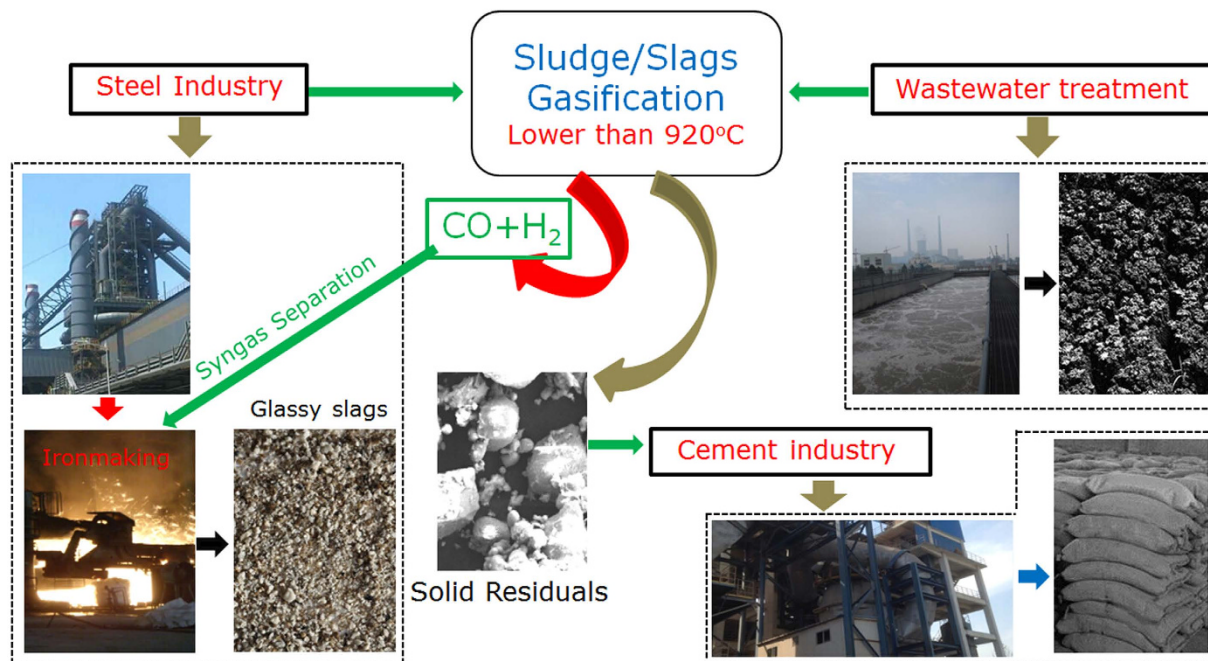 Sludge/Slags
Gasification
Lower than 920°C
Steel Industry
Wastewater treatment
CO+H₂
Syngas Separation
Glassy slags
Ironmaking
Cement industry
Solid Residuals